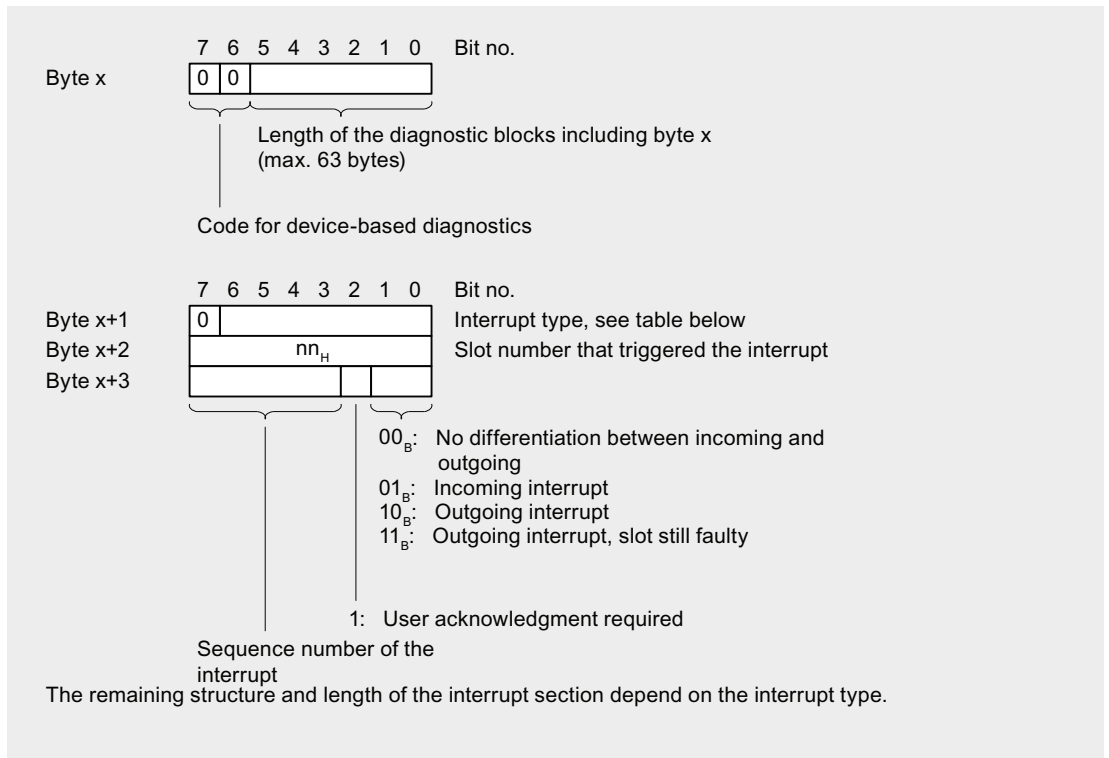 7 6 5 4 3 2 1 0 Bit no.
Byte x 0 0
Length of the diagnostic blocks including byte x
(max. 63 bytes)
Code for device-based diagnostics
7 6 5 4 3 2 1 0 Bit no.
Byte x+1 0 Interrupt type, see table below
Byte x+2 nnH Slot number that triggered the interrupt
Byte x+3
00B: No differentiation between incoming and
outgoing
01B: Incoming interrupt
10B: Outgoing interrupt
11B: Outgoing interrupt, slot still faulty
1: User acknowledgment required
Sequence number of the
interrupt
The remaining structure and length of the interrupt section depend on the interrupt type.